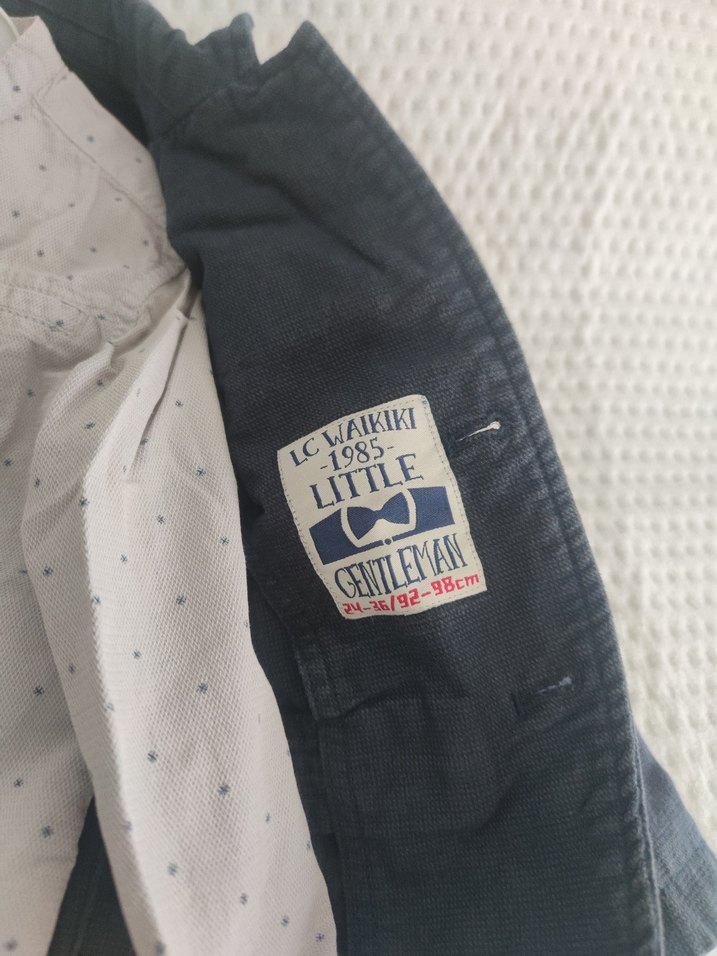 LC WAIKIKI
-1985-
LITTLE
GENTLEMAN
24-36/92-98cm